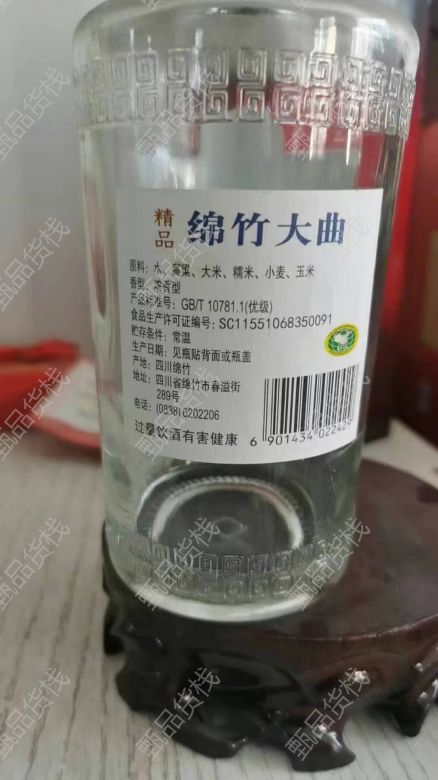 精品 绵竹大曲
原料: 水、高粱、大米、糯米、小麦、玉米
香型: 浓香型
产品标准号: GB/T 10781.1(优级)
食品生产许可证编号: SC11551068350091
贮存条件: 常温
生产日期: 见瓶贴背面或瓶盖
产地: 四川绵竹
地址: 四川省绵竹市春溢街
289号
电话: (0838) 6202206
过量饮酒有害健康
6 901434 022429
甄品货栈